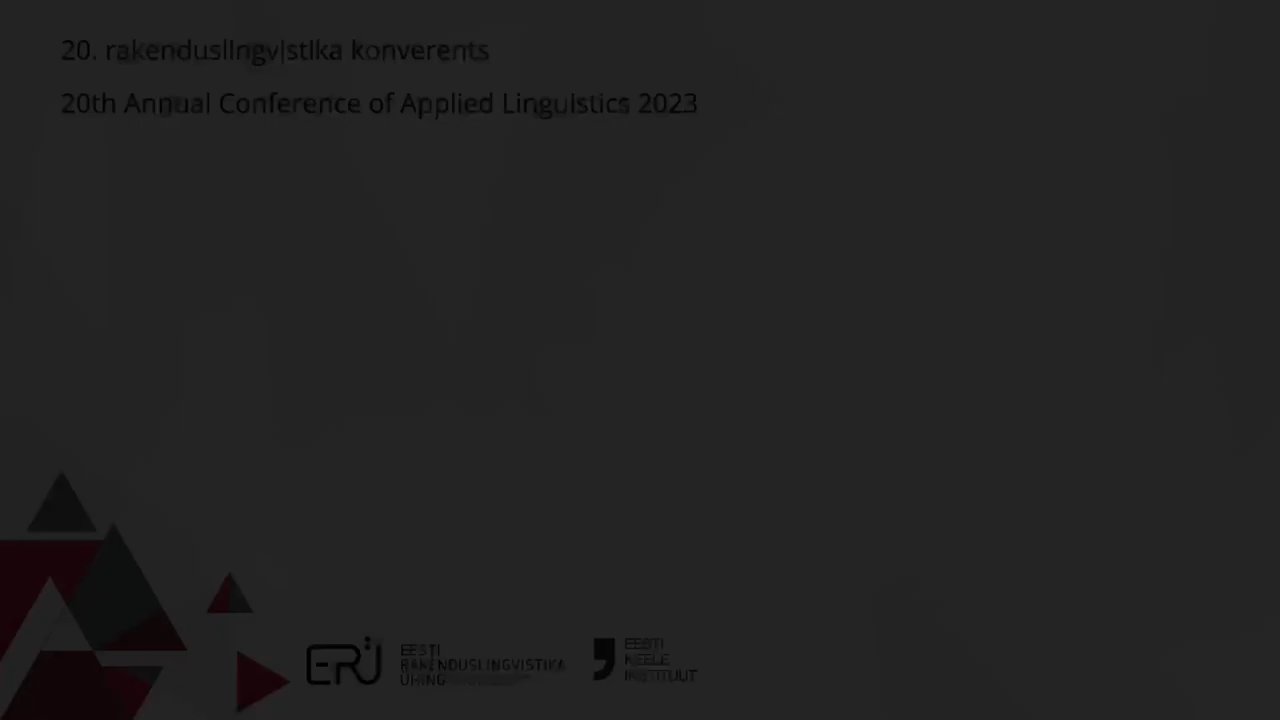 20. rakenduslingvistika konverents
20th Annual Conference of Applied Linguistics 2023
ERÜ
EESTI
RAKENDUSLINGVISTIKA
ÜHING
EESTI
KEELE
INSTITUUT